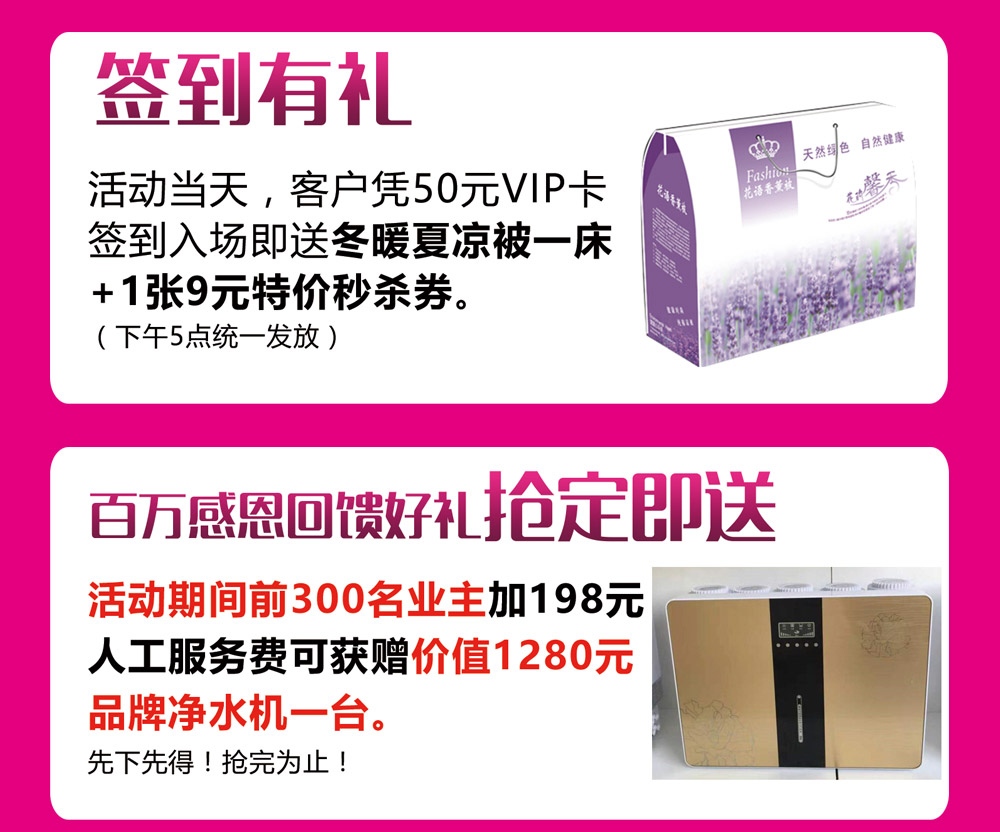 签到有礼
活动当天，客户凭50元VIP卡
签到入场即送冬暖夏凉被一床
+1张9元特价秒杀券。
（下午5点统一发放）
Fashion
花语香薰被
天然绿色 自然健康
花语香薰被
百万感恩回馈好礼抢定即送
活动期间前300名业主加198元
人工服务费可获赠价值1280元
品牌净水机一台。
先下先得！抢完为止！